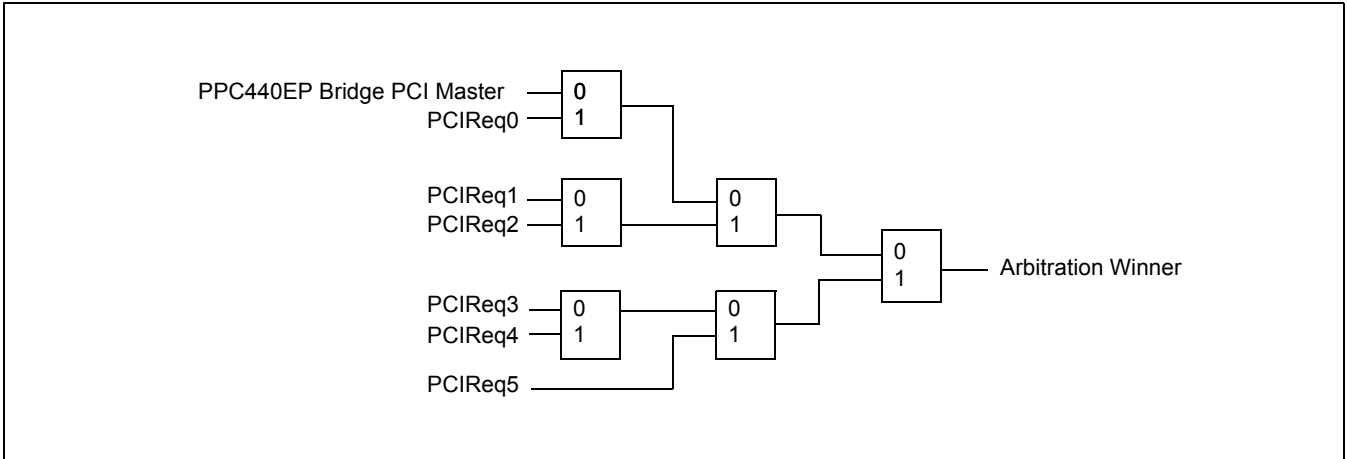 PPC440EP Bridge PCI Master
0
PCIReq0
1
PCIReq1
0
PCIReq2
1
0
1
0
1
Arbitration Winner
PCIReq3
0
PCIReq4
1
0
1
PCIReq5